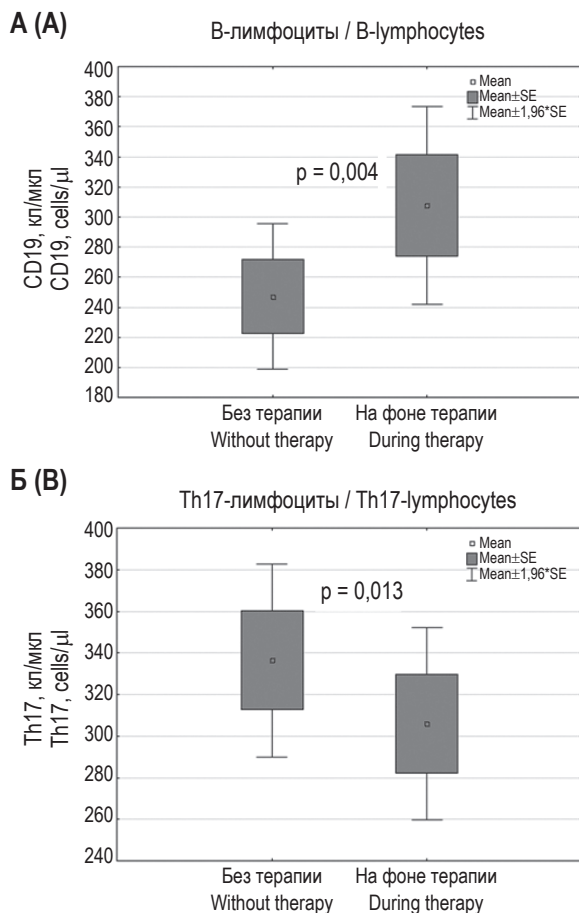 А (A)
В-лимфоциты / B-lymphocytes
400
380
360
340
320
300
280
260
240
220
200
180
CD19, кл/мкл
CD19, cells/µl
Mean
Mean±SE
Mean±1,96*SE
p = 0,004
Без терапии
Without therapy
На фоне терапии
During therapy
Б (B)
Th17-лимфоциты / Th17-lymphocytes
400
380
360
340
320
300
280
260
240
Th17, кл/мкл
Th17, cells/µl
Mean
Mean±SE
Mean±1,96*SE
p = 0,013
Без терапии
Without therapy
На фоне терапии
During therapy